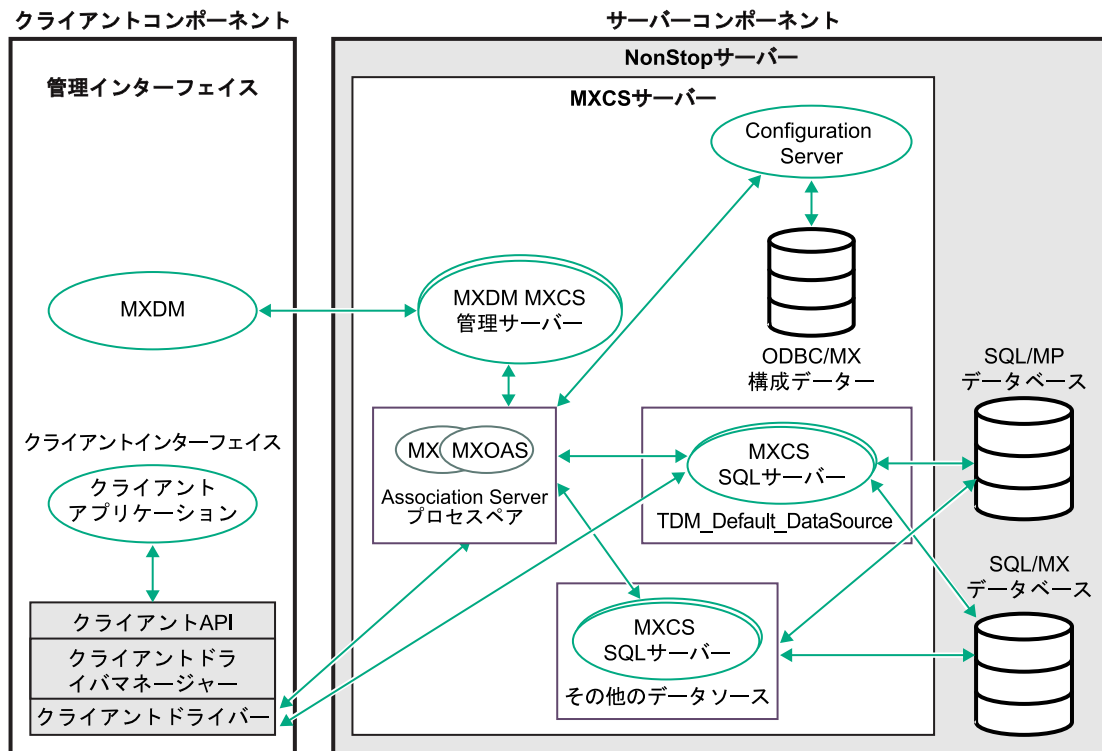 クライアントコンポーネント
サーバーコンポーネント
NonStopサーバー
管理インターフェイス
MXCSサーバー
Configuration
Server
MXDM
MXDM MXCS
管理サーバー
ODBC/MX
構成データー
SQL/MP
データベース
クライアントインターフェイス
クライアント
アプリケーション
MX
MXOAS
Association Server
プロセスペア
MXCS
SQLサーバー
TDM_Default_DataSource
SQL/MX
データベース
クライアントAPI
クライアントドラ
イバマネージャー
クライアントドライバー
MXCS
SQLサーバー
その他のデータソース